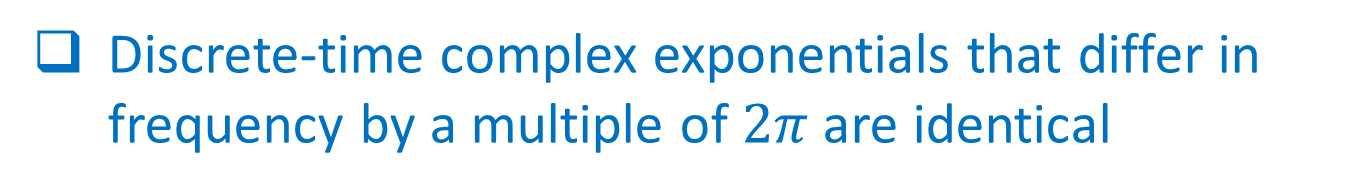 ❑ Discrete-time complex exponentials that differ in
frequency by a multiple of 2𝜋 are identical